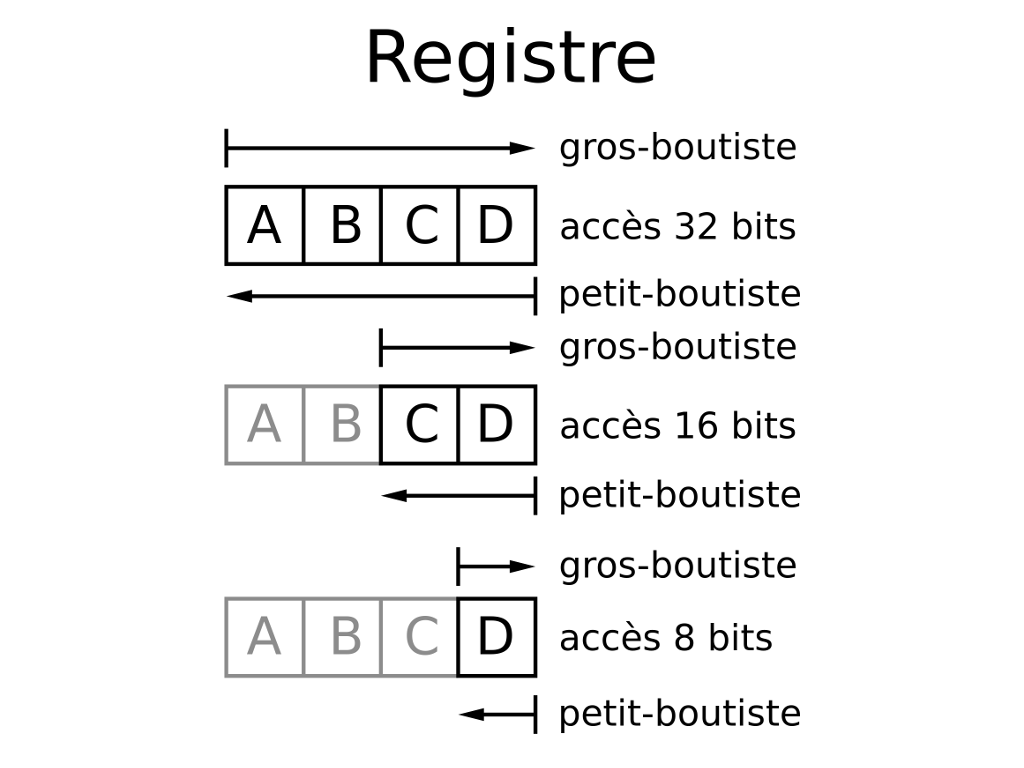 Registre
gros-boutiste
A B C D accès 32 bits
petit-boutiste
gros-boutiste
A B C D accès 16 bits
petit-boutiste
gros-boutiste
A B C D accès 8 bits
petit-boutiste